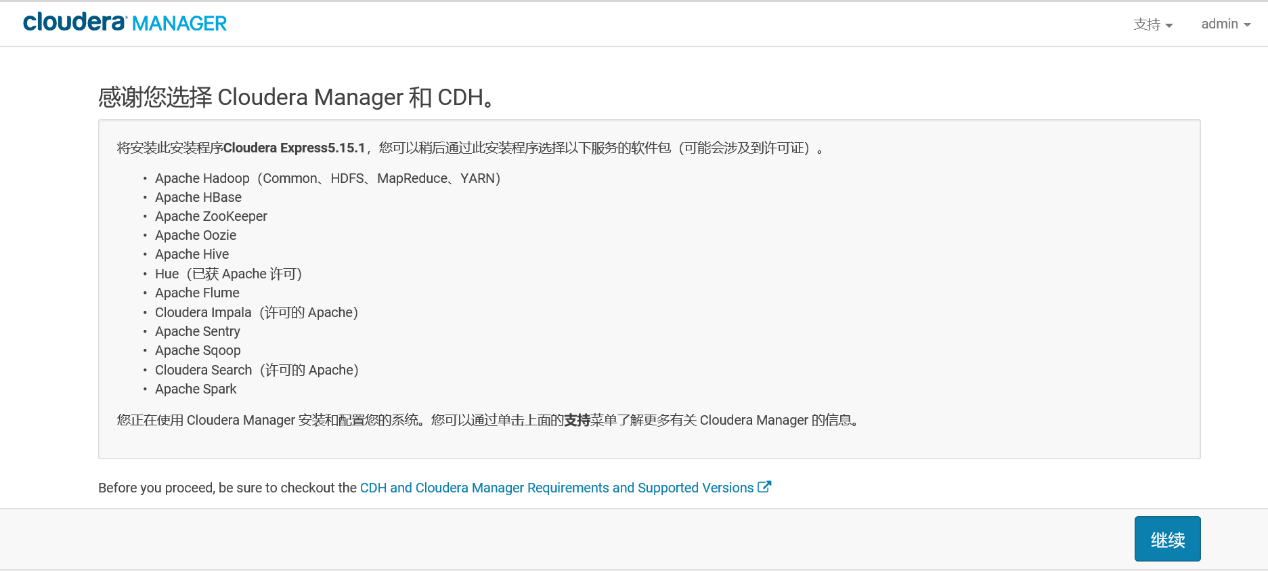 cloudera MANAGER
支持 admin
感谢您选择 Cloudera Manager 和 CDH。
将安装此安装程序Cloudera Express5.15.1，您可以稍后通过此安装程序选择以下服务的软件包（可能会涉及到许可证）。
• Apache Hadoop（Common、HDFS、MapReduce、YARN）
• Apache HBase
• Apache ZooKeeper
• Apache Oozie
• Apache Hive
• Hue（已获 Apache 许可）
• Apache Flume
• Cloudera Impala（许可的 Apache）
• Apache Sentry
• Apache Sqoop
• Cloudera Search（许可的 Apache）
• Apache Spark
您正在使用 Cloudera Manager 安装和配置您的系统。您可以通过单击上面的支持菜单了解更多有关 Cloudera Manager 的信息。
Before you proceed, be sure to checkout the CDH and Cloudera Manager Requirements and Supported Versions
继续